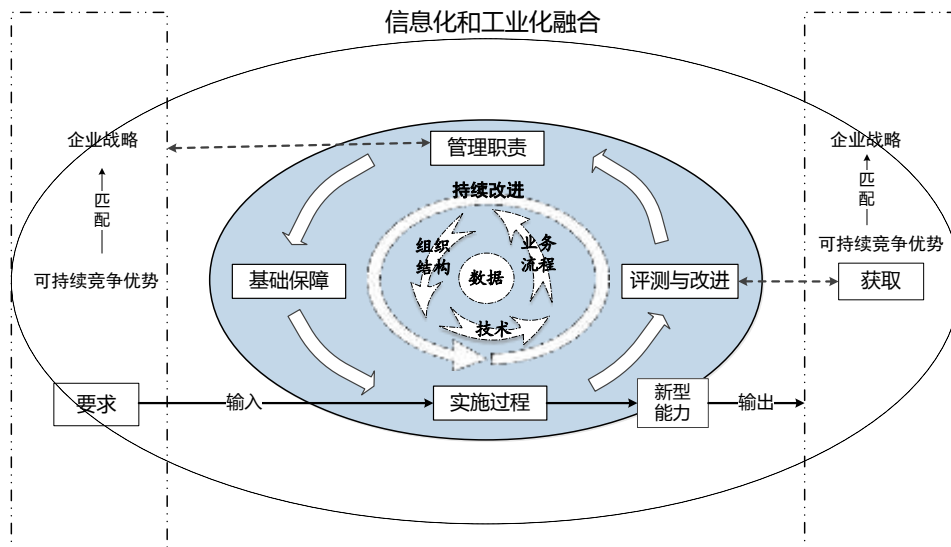 信息化和工业化融合
企业战略
匹
配
可持续竞争优势
要求
输入
管理职责
持续改进
组织
结构
业务
流程
数据
技术
基础保障
评测与改进
实施过程
新型
能力
输出
企业战略
匹
配
可持续竞争优势
获取